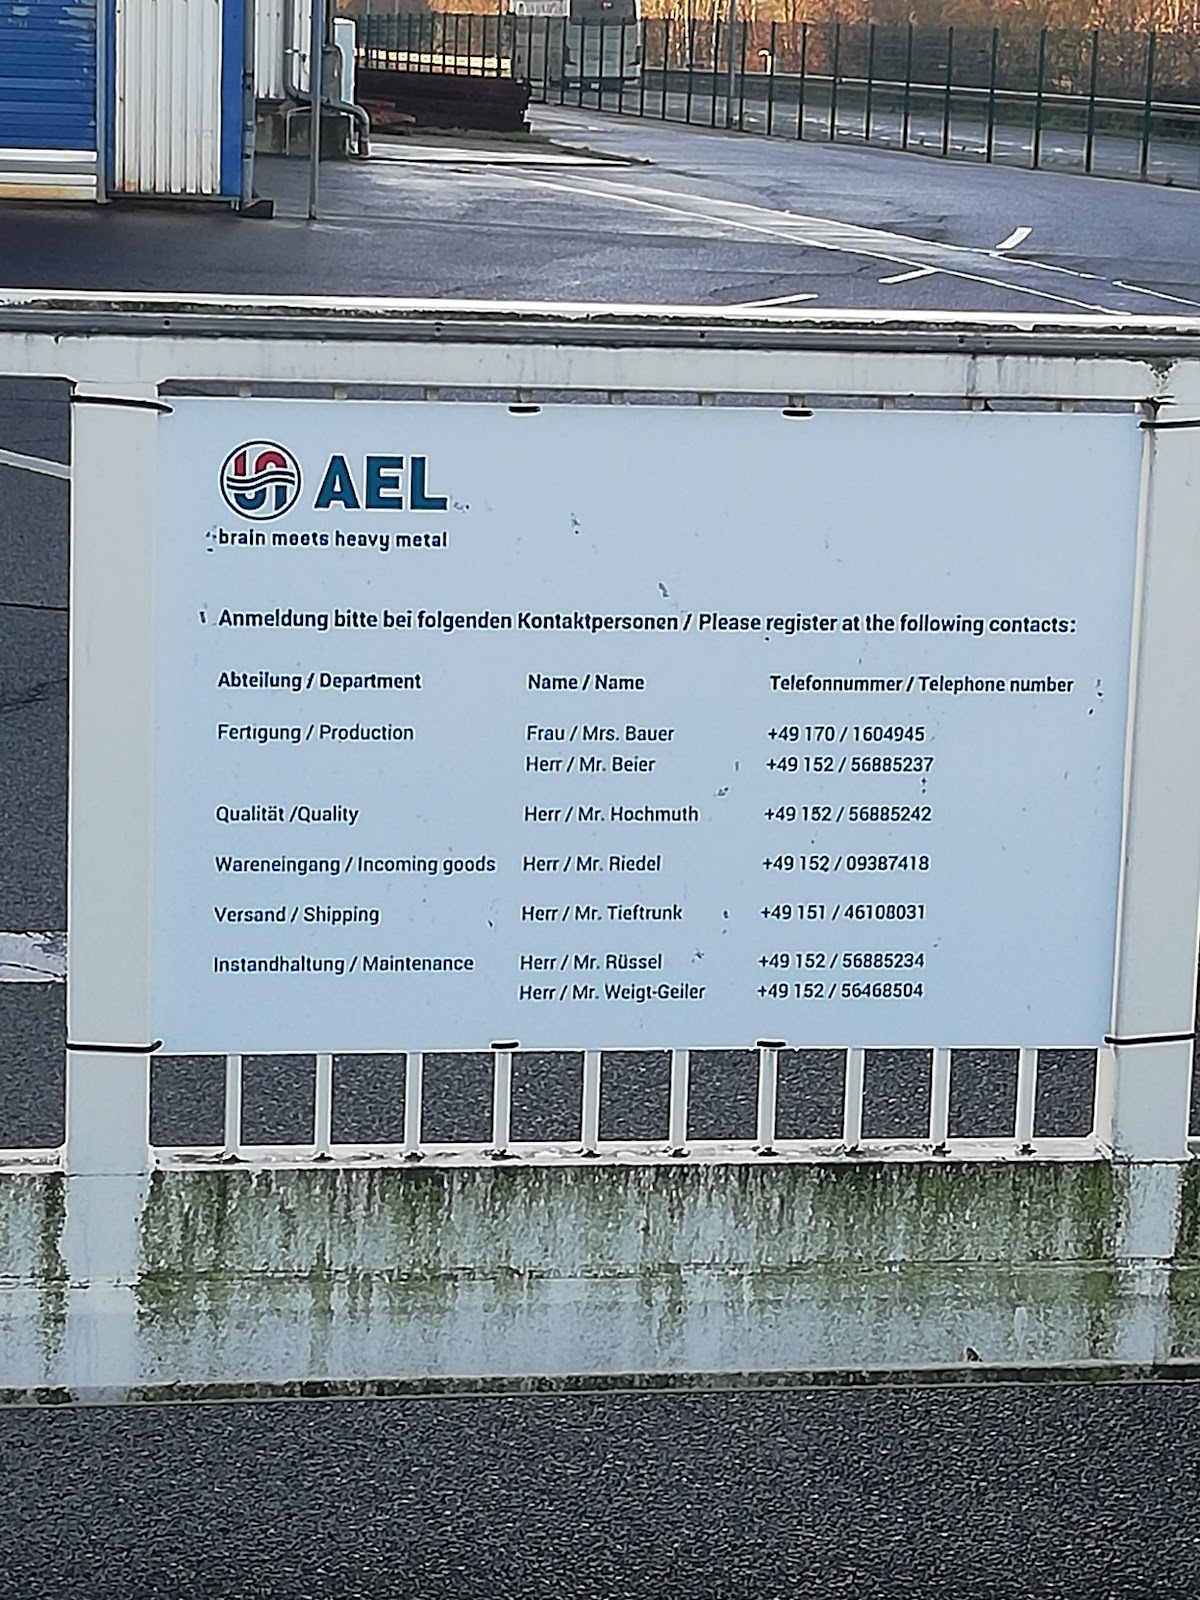 AEL
brain meets heavy metal
Anmeldung bitte bei folgenden Kontaktpersonen / Please register at the following contacts:
Abteilung / Department Name / Name Telefonnummer / Telephone number
Fertigung / Production Frau / Mrs. Bauer +49 170 / 1604945
Herr / Mr. Beier +49 152 / 56885237
Qualität /Quality Herr / Mr. Hochmuth +49 152 / 56885242
Wareneingang / Incoming goods Herr / Mr. Riedel +49 152 / 09387418
Versand / Shipping Herr / Mr. Tieftrunk +49 151 / 46108031
Instandhaltung / Maintenance Herr / Mr. Rüssel +49 152 / 56885234
Herr / Mr. Weigt-Geiler +49 152 / 56468504